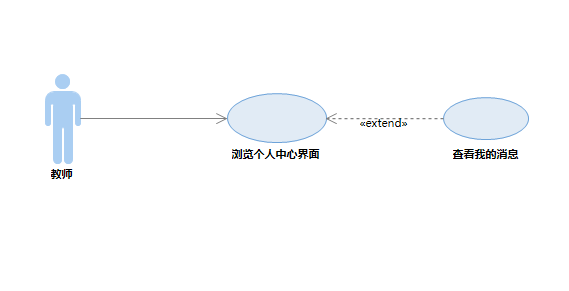 «extend»
浏览个人中心界面
查看我的消息
教师